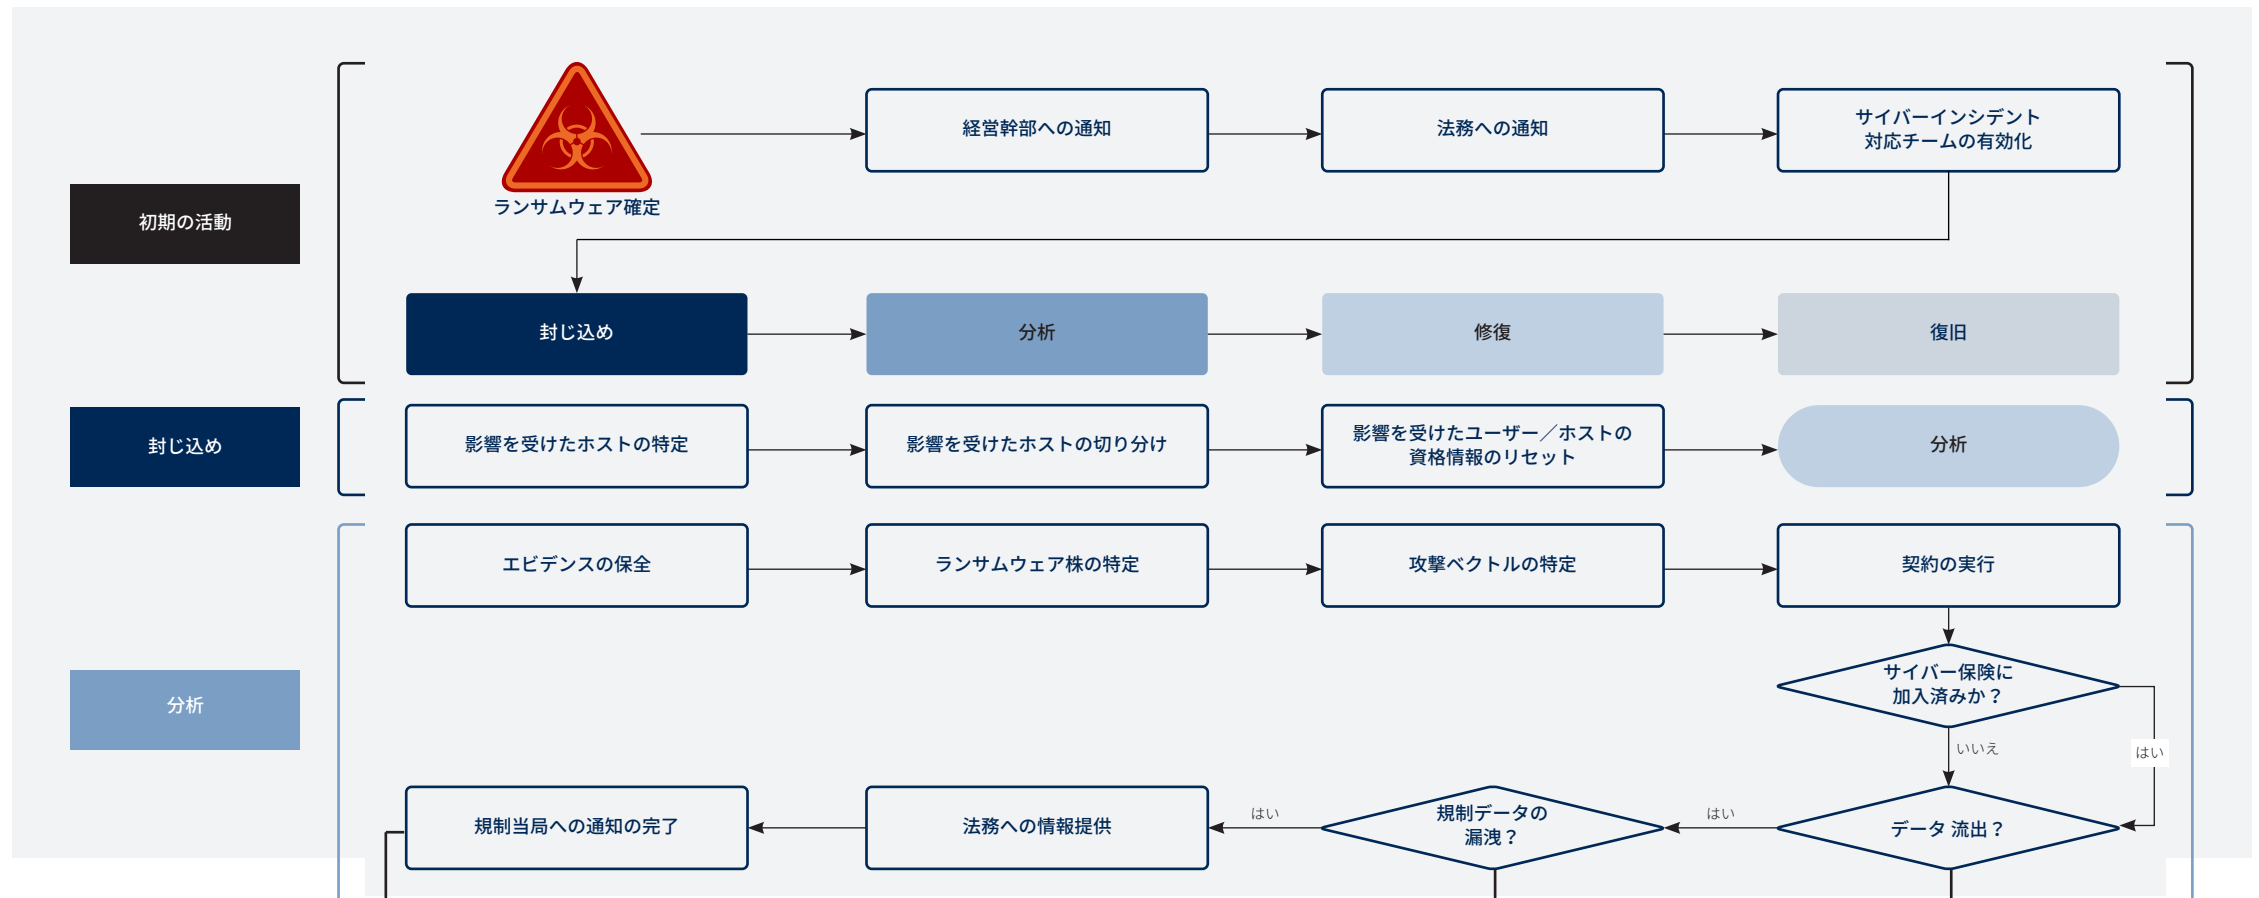 初期の活動
ランサムウェア確定
経営幹部への通知
法務への通知
サイバーインシデント
対応チームの有効化
封じ込め
分析
修復
復旧
封じ込め
影響を受けたホストの特定
影響を受けたホストの切り分け
影響を受けたユーザー／ホストの
資格情報のリセット
分析
分析
エビデンスの保全
ランサムウェア株の特定
攻撃ベクトルの特定
契約の実行
サイバー保険に
加入済みか？
いいえ
はい
データ 流出？
はい
規制データの
漏洩？
はい
法務への情報提供
規制当局への通知の完了